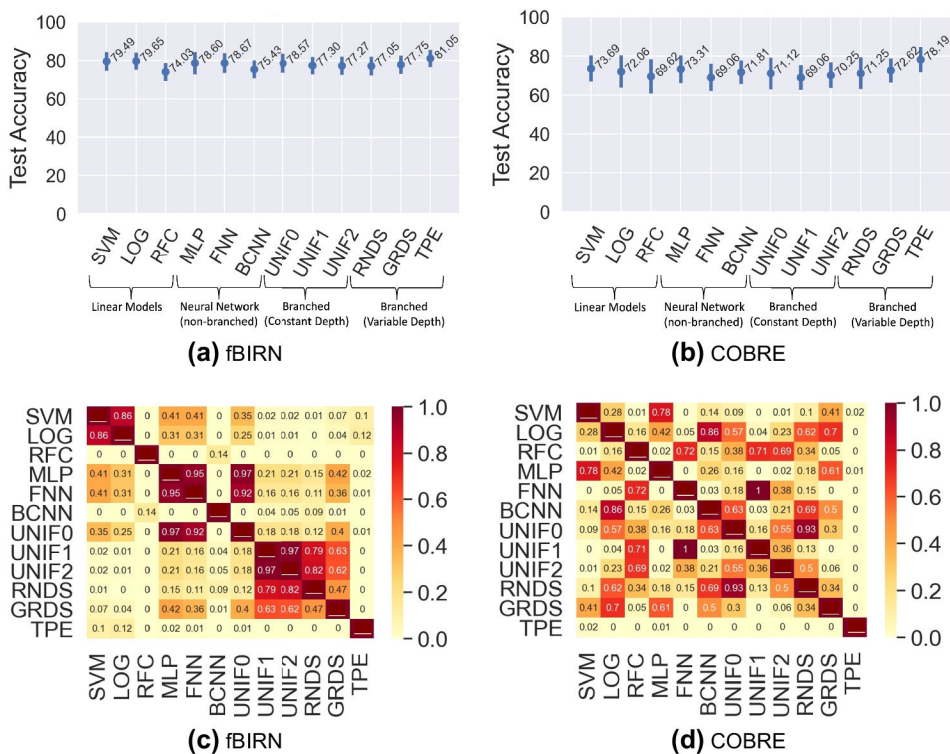 Test Accuracy
100
80
60
40
20
0
79.49 79.65 74.03 78.60 78.67 75.43 78.57 77.30 77.27 77.05 77.75 81.05
SVM LOG RFC MLP FNN BCNN UNIF0 UNIF1 UNIF2 RNDS GRDS TPE
Linear Models
Neural Network
(non-branched)
Branched
(Constant Depth)
Branched
(Variable Depth)
(a) fBIRN
Test Accuracy
100
80
60
40
20
0
73.69 72.06 69.62 73.31 69.06 71.81 71.12 69.06 70.25 71.25 72.62 78.19
SVM LOG RFC MLP FNN BCNN UNIF0 UNIF1 UNIF2 RNDS GRDS TPE
Linear Models
Neural Network
(non-branched)
Branched
(Constant Depth)
Branched
(Variable Depth)
(b) COBRE
SVM 0.86 0 0.41 0.41 0 0.35 0.02 0.02 0.01 0.07 0.1
LOG 0.86 0 0.31 0.31 0 0.25 0.01 0.01 0 0.04 0.12
RFC 0 0 0 0 0.14 0 0 0 0 0 0
MLP 0.41 0.31 0 0.95 0 0.97 0.21 0.21 0.15 0.42 0.02
FNN 0.41 0.31 0 0.95 0 0.92 0.16 0.16 0.11 0.36 0.01
BCNN 0 0 0.14 0 0 0 0.04 0.05 0.09 0.01 0
UNIF0 0.35 0.25 0 0.97 0.92 0 0.18 0.18 0.12 0.4 0.01
UNIF1 0.02 0.01 0 0.21 0.16 0.04 0.18 0.97 0.79 0.63 0
UNIF2 0.02 0.01 0 0.21 0.16 0.05 0.18 0.97 0.82 0.62 0
RNDS 0.01 0 0 0.15 0.11 0.09 0.12 0.79 0.82 0.47 0
GRDS 0.07 0.04 0 0.42 0.36 0.01 0.4 0.63 0.62 0.47 0
TPE 0.1 0.12 0 0.02 0.01 0 0.01 0 0 0 0
SVM LOG RFC MLP FNN BCNN UNIF0 UNIF1 UNIF2 RNDS GRDS TPE
1.0
0.8
0.6
0.4
0.2
0.0
(c) fBIRN
SVM 0.28 0.01 0.78 0 0.14 0.09 0 0.01 0.1 0.41 0.02
LOG 0.28 0.16 0.42 0.05 0.86 0.57 0.04 0.23 0.62 0.7 0
RFC 0.01 0.16 0.02 0.72 0.15 0.38 0.71 0.69 0.34 0.05 0
MLP 0.78 0.42 0.02 0 0.26 0.16 0 0.02 0.18 0.61 0.01
FNN 0 0.05 0.72 0 0.03 0.18 1 0.38 0.15 0 0
BCNN 0.14 0.86 0.15 0.26 0.03 0.63 0.03 0.21 0.69 0.5 0
UNIF0 0.09 0.57 0.38 0.16 0.18 0.63 0.16 0.55 0.93 0.3 0
UNIF1 0 0.04 0.71 0 1 0.03 0.16 0.36 0.13 0 0
UNIF2 0.01 0.23 0.69 0.02 0.38 0.21 0.55 0.36 0.5 0.06 0
RNDS 0.1 0.62 0.34 0.18 0.15 0.69 0.93 0.13 0.5 0.34 0
GRDS 0.41 0.7 0.05 0.61 0 0.5 0.3 0 0.06 0.34 0
TPE 0.02 0 0 0.01 0 0 0 0 0 0 0
SVM LOG RFC MLP FNN BCNN UNIF0 UNIF1 UNIF2 RNDS GRDS TPE
1.0
0.8
0.6
0.4
0.2
0.0
(d) COBRE